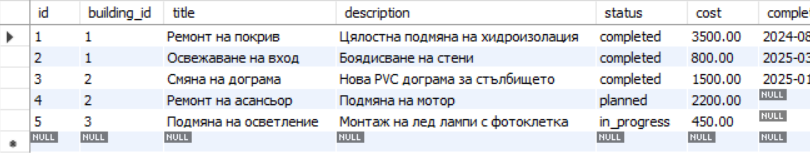 id building_id title description status cost comple
1 1 Ремонт на покрив Цялостна подмяна на хидроизолация completed 3500.00 2024-08
2 1 Освежаване на вход Боядисване на стени completed 800.00 2025-03
3 2 Смяна на дограма Нова PVC дограма за стълбището completed 1500.00 2025-01
4 2 Ремонт на асансьор Подмяна на мотор planned 2200.00 NULL
5 3 Подмяна на осветление Монтаж на лед лампи с фотоклетка in_progress 450.00 NULL
NULL NULL NULL NULL NULL NULL NULL